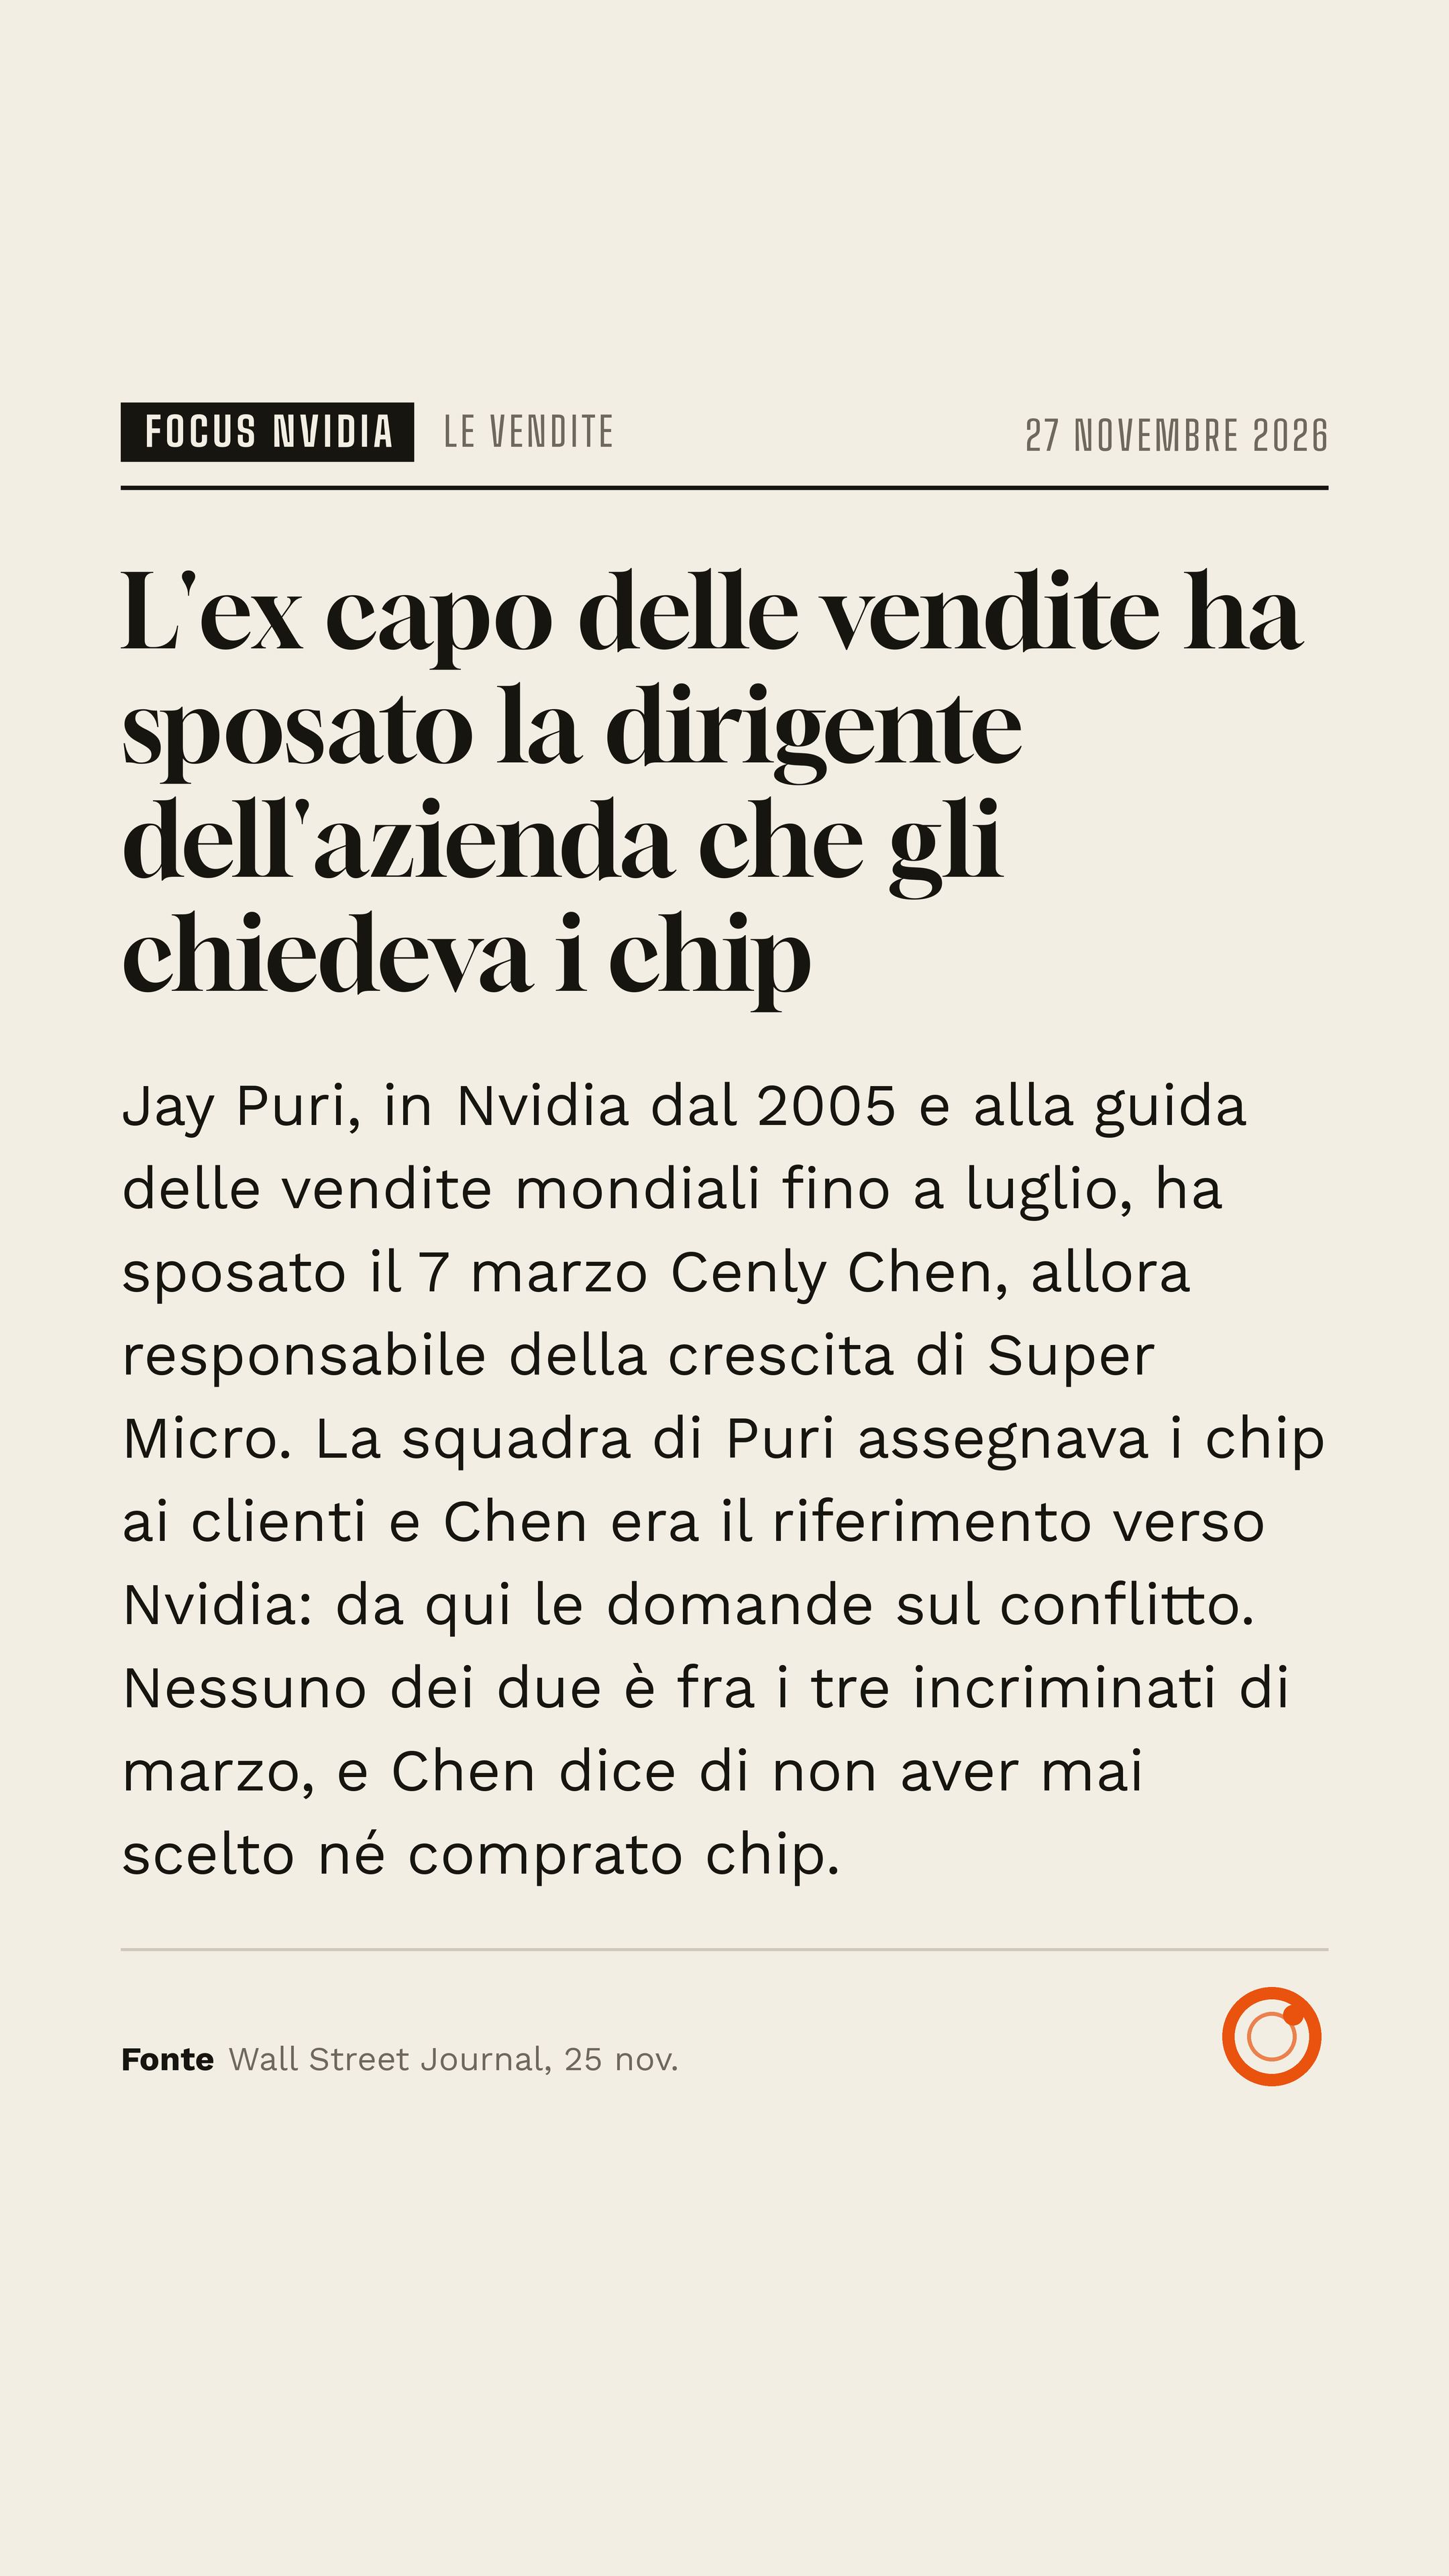 FOCUS NVIDIA LE VENDITE 27 NOVEMBRE 2026
L'ex capo delle vendite ha
sposato la dirigente
dell'azienda che gli
chiedeva i chip
Jay Puri, in Nvidia dal 2005 e alla guida
delle vendite mondiali fino a luglio, ha
sposato il 7 marzo Cenly Chen, allora
responsabile della crescita di Super
Micro. La squadra di Puri assegnava i chip
ai clienti e Chen era il riferimento verso
Nvidia: da qui le domande sul conflitto.
Nessuno dei due è fra i tre incriminati di
marzo, e Chen dice di non aver mai
scelto né comprato chip.
Fonte Wall Street Journal, 25 nov.